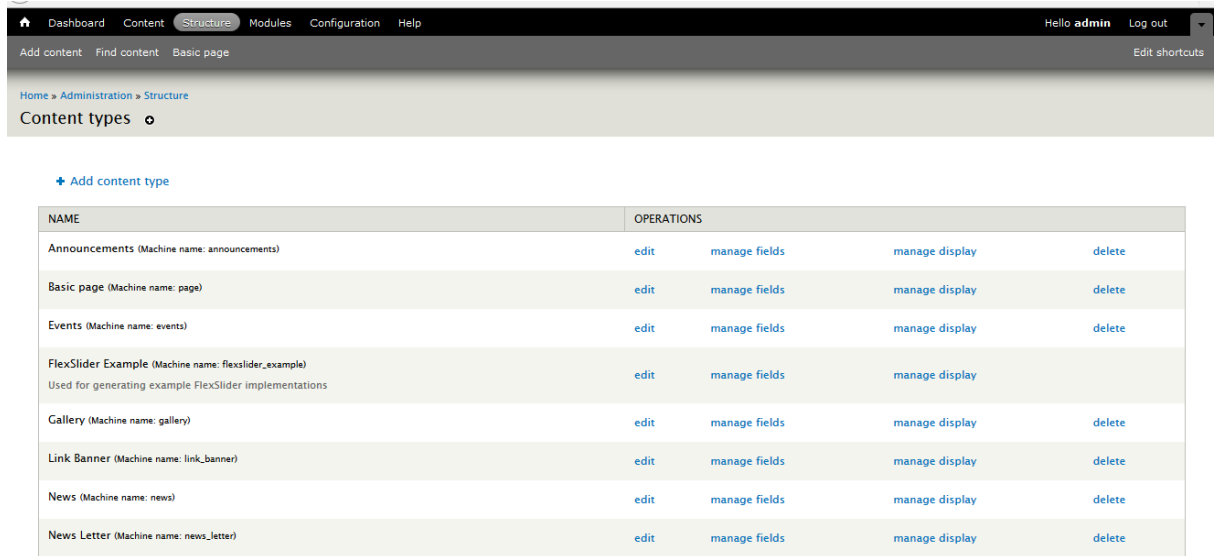 Dashboard Content Structure Modules Configuration Help Hello admin Log out
Add content Find content Basic page Edit shortcuts
Home » Administration » Structure
Content types
Add content type
NAME OPERATIONS
Announcements (Machine name: announcements) edit manage fields manage display delete
Basic page (Machine name: page) edit manage fields manage display delete
Events (Machine name: events) edit manage fields manage display delete
FlexSlider Example (Machine name: flexslider_example)
Used for generating example FlexSlider implementations edit manage fields manage display
Gallery (Machine name: gallery) edit manage fields manage display delete
Link Banner (Machine name: link_banner) edit manage fields manage display delete
News (Machine name: news) edit manage fields manage display delete
News Letter (Machine name: news_letter) edit manage fields manage display delete